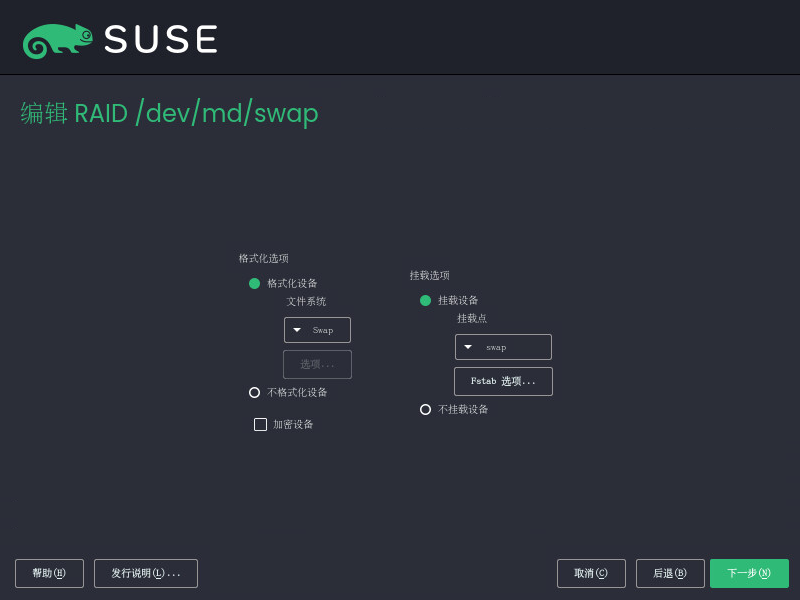 SUSE
编辑 RAID /dev/md/swap
格式化选项
格式化设备
文件系统
Swap
选项...
不格式化设备
加密设备
挂载选项
挂载设备
挂载点
swap
Fstab 选项...
不挂载设备
帮助(H)
发行说明(L)...
取消(C)
后退(B)
下一步(N)